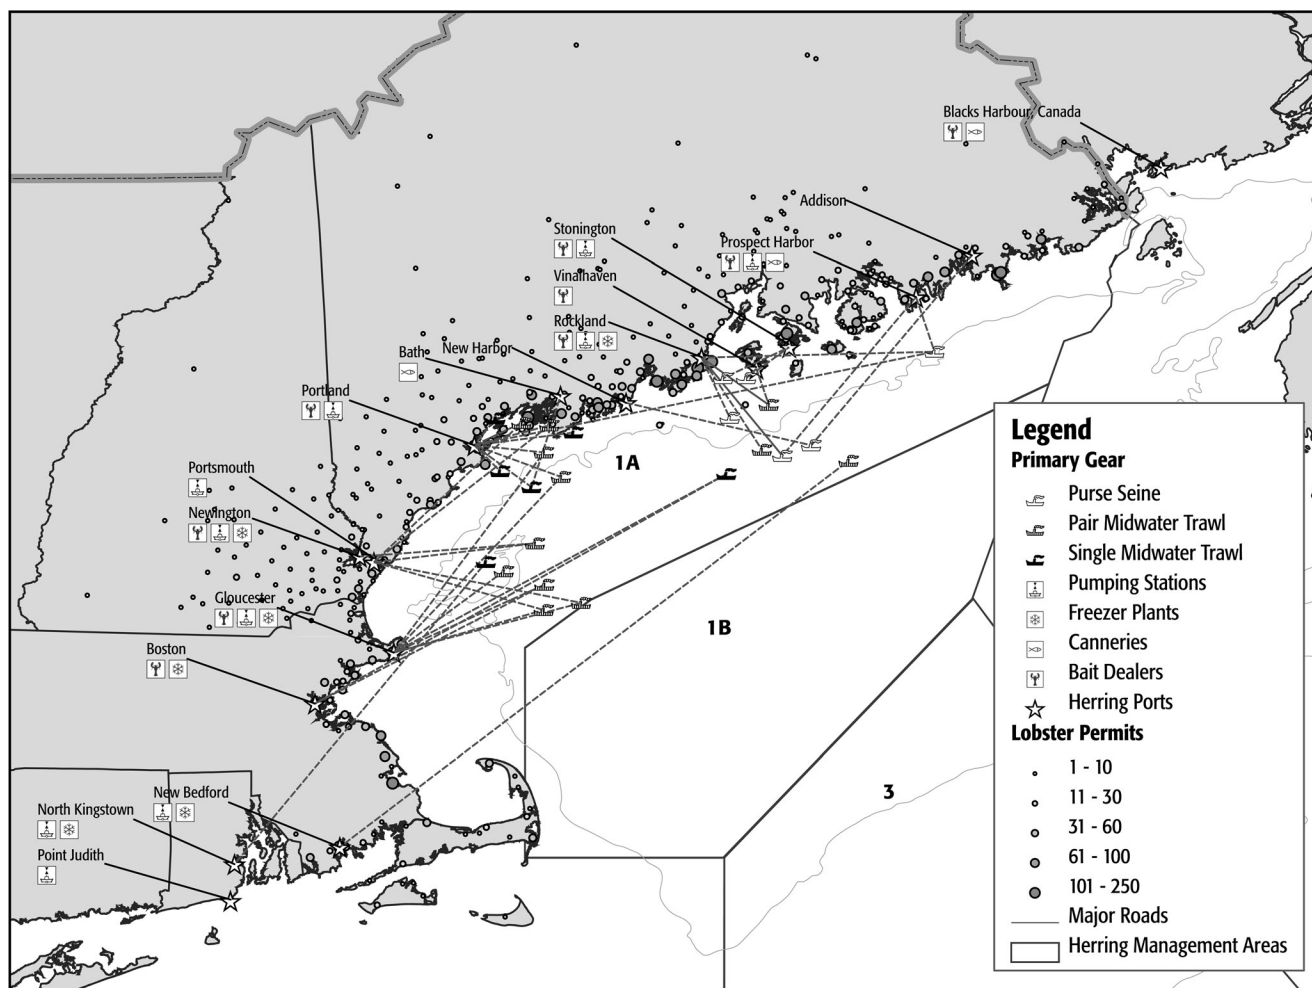 Blacks Harbour, Canada
Addison
Stonington
Prospect Harbor
Vinalhaven
Rockland
New Harbor
Bath
Portland
Portsmouth
Newington
Gloucester
Boston
New Bedford
North Kingstown
Point Judith
1A
1B
3
Legend
Primary Gear
Purse Seine
Pair Midwater Trawl
Single Midwater Trawl
Pumping Stations
Freezer Plants
Canneries
Bait Dealers
Herring Ports
Lobster Permits
1 - 10
11 - 30
31 - 60
61 - 100
101 - 250
Major Roads
Herring Management Areas